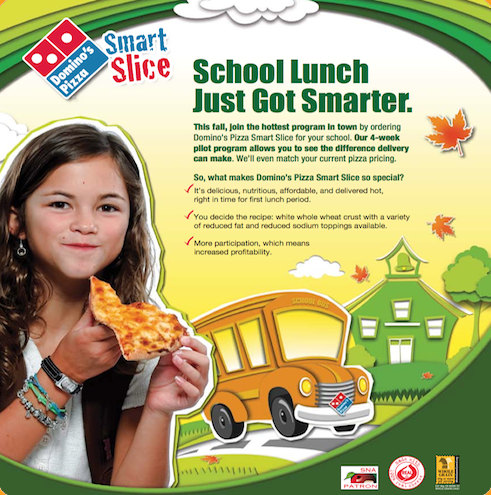 Domino's
Pizza
Smart
Slice
School Lunch
Just Got Smarter.
This fall, join the hottest program in town by ordering
Domino's Pizza Smart Slice for your school. Our 4-week
pilot program allows you to see the difference delivery
can make. We'll even match your current pizza pricing.
So, what makes Domino's Pizza Smart Slice so special?
It's delicious, nutritious, affordable, and delivered hot,
right in time for first lunch period.
You decide the recipe: white whole wheat crust with a variety
of reduced fat and reduced sodium toppings available.
More participation, which means
increased profitability.
SCHOOL BUS
SNA
PATRON
REAL
WHOLE
GRAIN